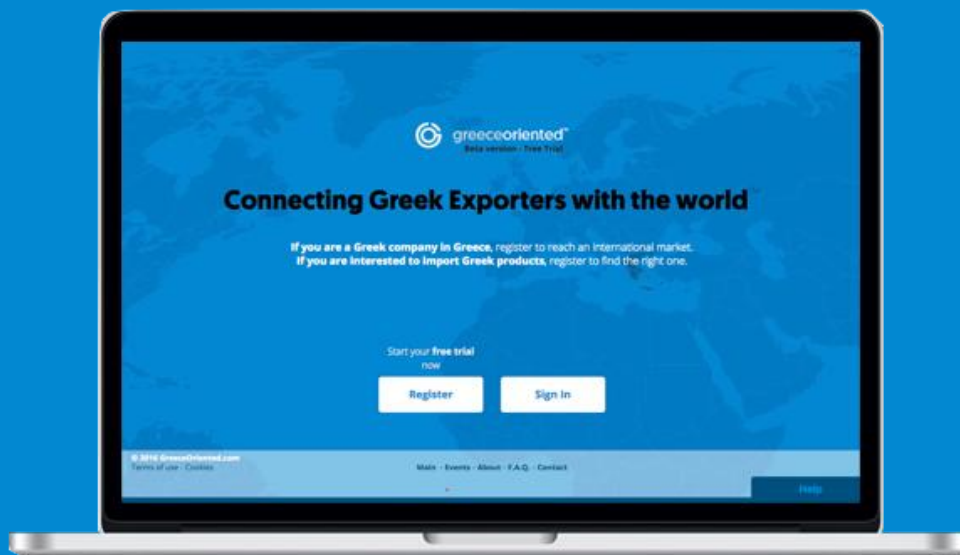 greeceoriented™
Beta version - Free Trial
Connecting Greek Exporters with the world
If you are a Greek company in Greece, register to reach an international market.
If you are interested to import Greek products, register to find the right one.
Start your free trial
now
Register
Sign In
© 2016 GreeceOriented.com
Terms of use - Cookies
Main - Events - About - F.A.Q. - Contact
Help